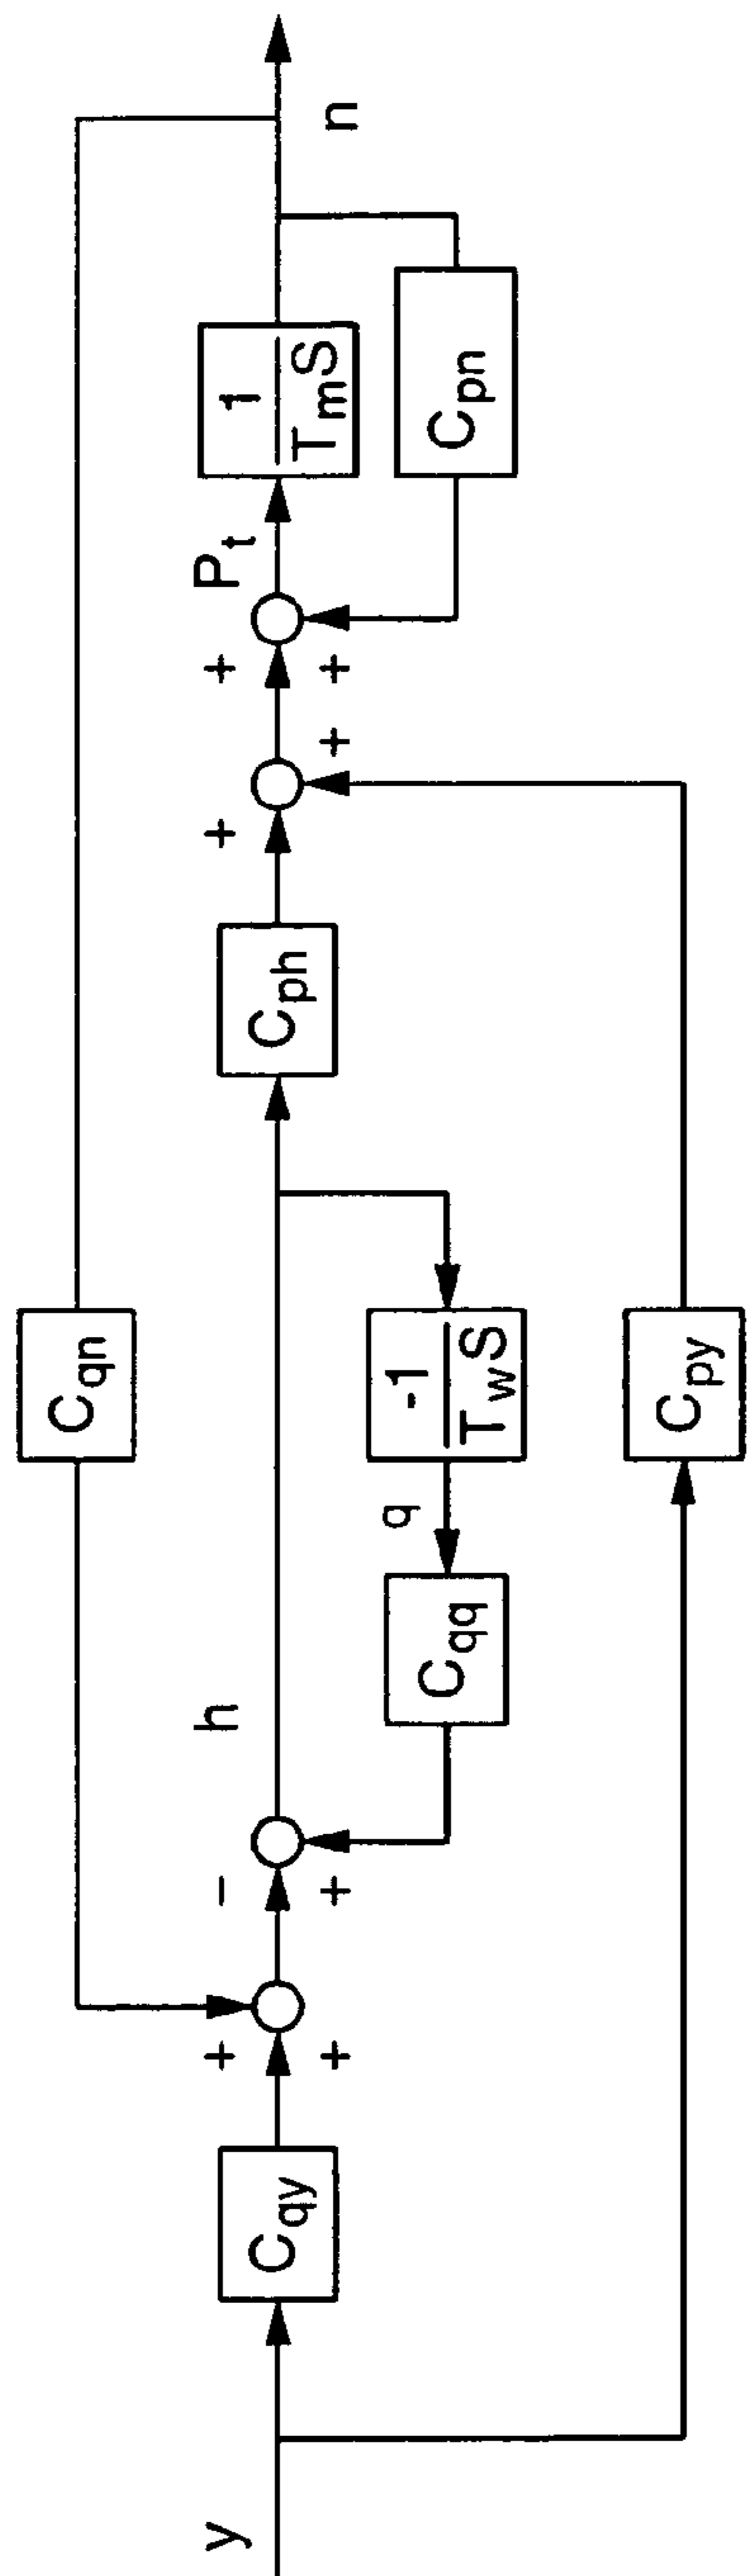 Cqn
y
Cqy
+
+
-
+
h
Cph
+
+
+
+
Pt
1
TmS
n
Cqq
q
-1
TwS
Cpn
Cpy